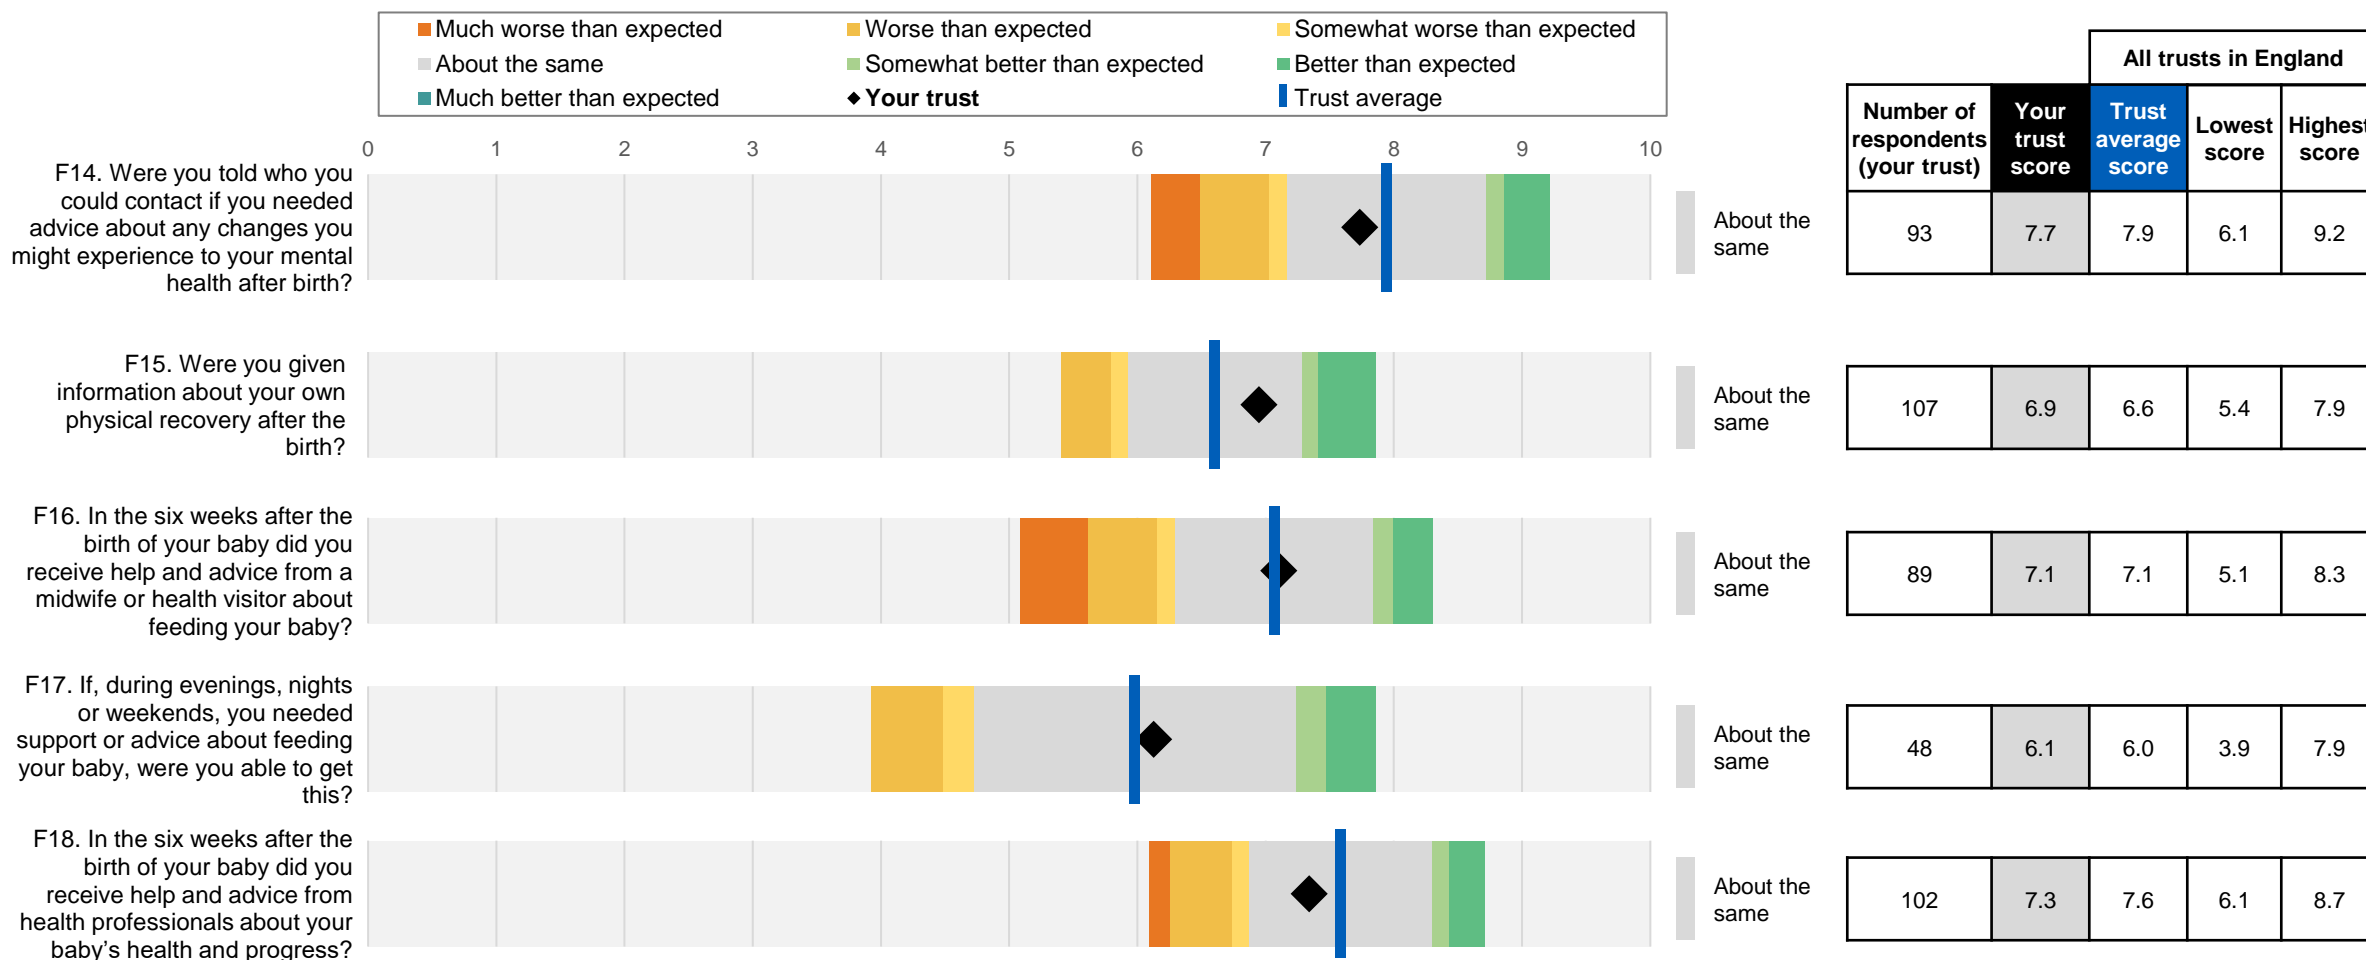 Much worse than expected
Worse than expected
Somewhat worse than expected
About the same
Somewhat better than expected
Better than expected
Much better than expected
Your trust
Trust average
All trusts in England
Number of
respondents
(your trust)
Your
trust
score
Trust
average
score
Lowest
score
Highest
score
0 1 2 3 4 5 6 7 8 9 10
F14. Were you told who you
could contact if you needed
advice about any changes you
might experience to your mental
health after birth?
About the
same
93 7.7 7.9 6.1 9.2
F15. Were you given
information about your own
physical recovery after the
birth?
About the
same
107 6.9 6.6 5.4 7.9
F16. In the six weeks after the
birth of your baby did you
receive help and advice from a
midwife or health visitor about
feeding your baby?
About the
same
89 7.1 7.1 5.1 8.3
F17. If, during evenings, nights
or weekends, you needed
support or advice about feeding
your baby, were you able to get
this?
About the
same
48 6.1 6.0 3.9 7.9
F18. In the six weeks after the
birth of your baby did you
receive help and advice from
health professionals about your
baby’s health and progress?
About the
same
102 7.3 7.6 6.1 8.7